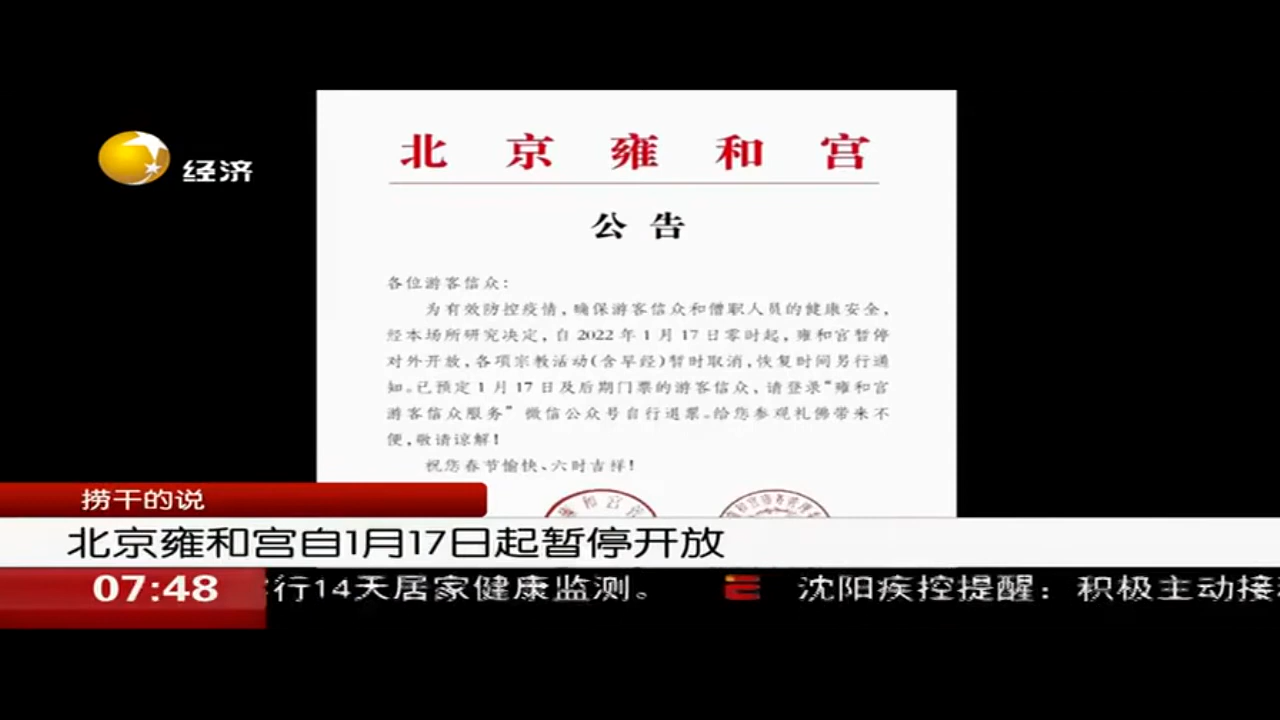 经济
北京雍和宫
公告
各位游客信众：
为有效防控疫情，确保游客信众和僧职人员的健康安全，
经本场所研究决定，自2022年1月17日零时起，雍和宫暂停
对外开放，各项宗教活动（含早经）暂时取消，恢复时间另行通
知。已预定1月17日及后期门票的游客信众，请登录“雍和宫
游客信众服务”微信公众号自行退票。给您参观礼佛带来不
便，敬请谅解！
祝您春节愉快、六时吉祥！
捞干的说
北京雍和宫自1月17日起暂停开放
07:48 行14天居家健康监测。 沈阳疾控提醒：积极主动接